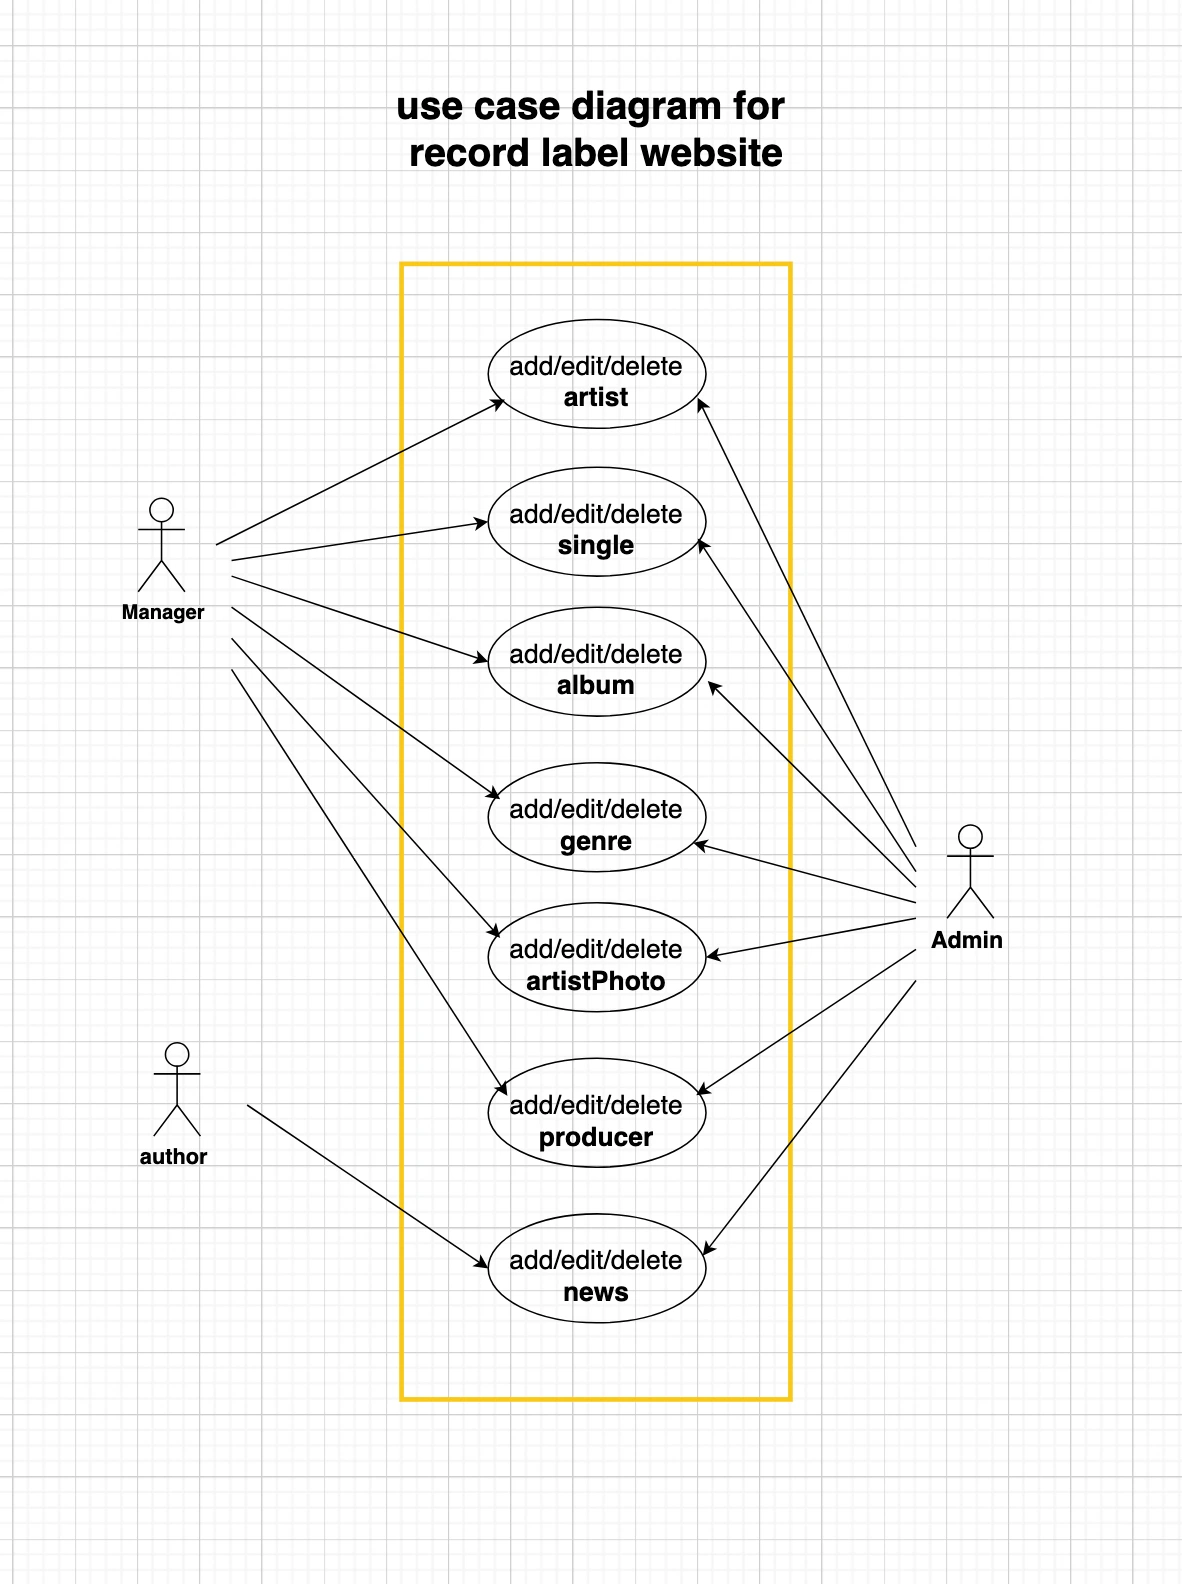 use case diagram for
record label website
add/edit/delete
artist
add/edit/delete
single
Manager
add/edit/delete
album
add/edit/delete
genre
Admin
add/edit/delete
artistPhoto
add/edit/delete
producer
author
add/edit/delete
news